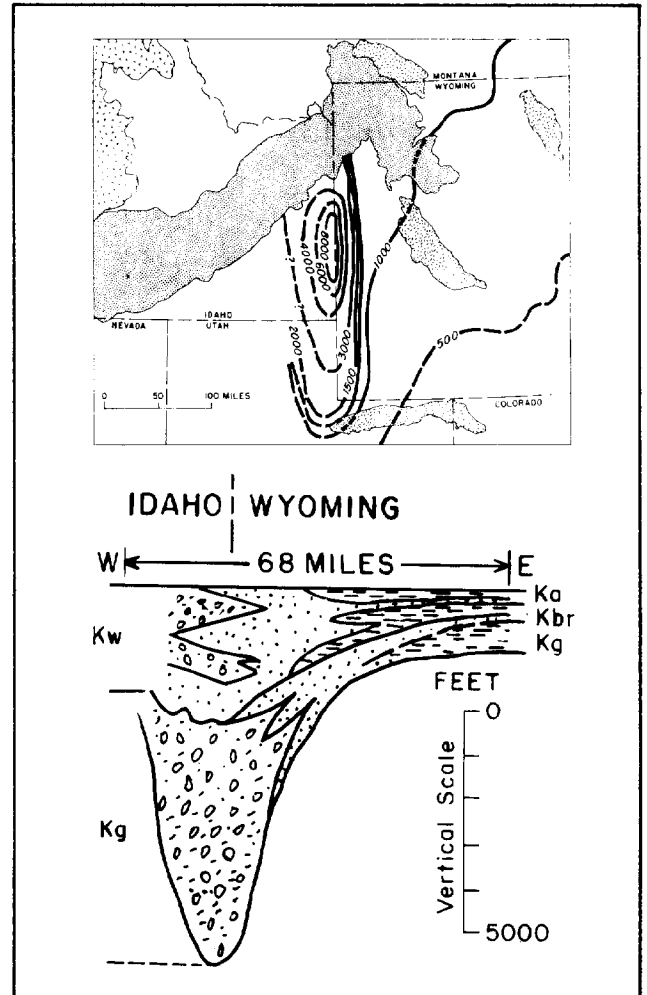 MONTANA
WYOMING
8000
6000
4000
?
?
1000
IDAHO
NEVADA
UTAH
2000
3000
500
1500
0 50 100 MILES
COLORADO
IDAHO WYOMING
W 68 MILES E
Ka
Kbr
Kw
Kg
FEET
0
Kg
Vertical Scale
5000